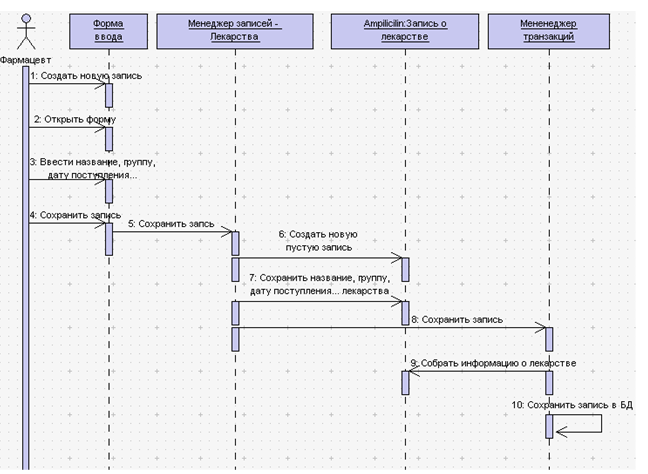 Форма
ввода
Менеджер записей -
Лекарства
Ampilicilin:Запись о
лекарстве
Мененеджер
транзакций
Фармацевт
1: Создать новую запись
2: Открыть форму
3: Ввести название, группу,
дату поступления...
4: Сохранить запись
5: Сохранить запсь
6: Создать новую
пустую запись
7: Сохранить название, группу,
дату поступления... лекарства
8: Сохранить запись
9: Собрать информацию о лекарстве
10: Сохранить запись в БД